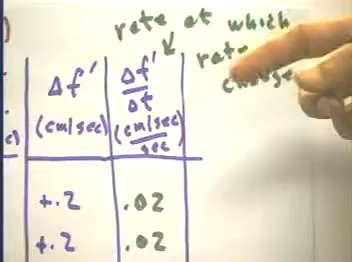 )
rate at which
rate
change
Δf' Δf'/Δt
c) (cm/sec) (cm/sec)/sec
+.2 .02
+.2 .02